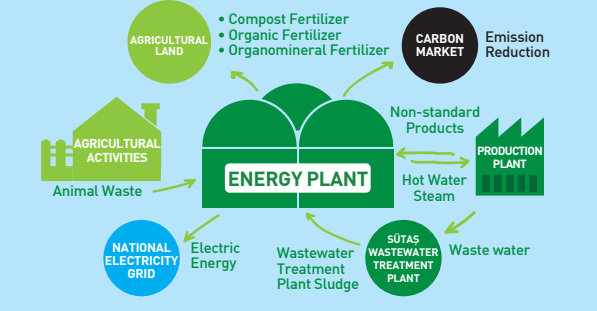 AGRICULTURAL
LAND
• Compost Fertilizer
• Organic Fertilizer
• Organomineral Fertilizer
CARBON
MARKET
Emission
Reduction
AGRICULTURAL
ACTIVITIES
Animal Waste
ENERGY PLANT
Non-standard
Products
PRODUCTION
PLANT
Hot Water
Steam
NATIONAL
ELECTRICITY
GRID
Electric
Energy
Wastewater
Treatment
Plant Sludge
SÜTAŞ
WASTEWATER
TREATMENT
PLANT
Waste water